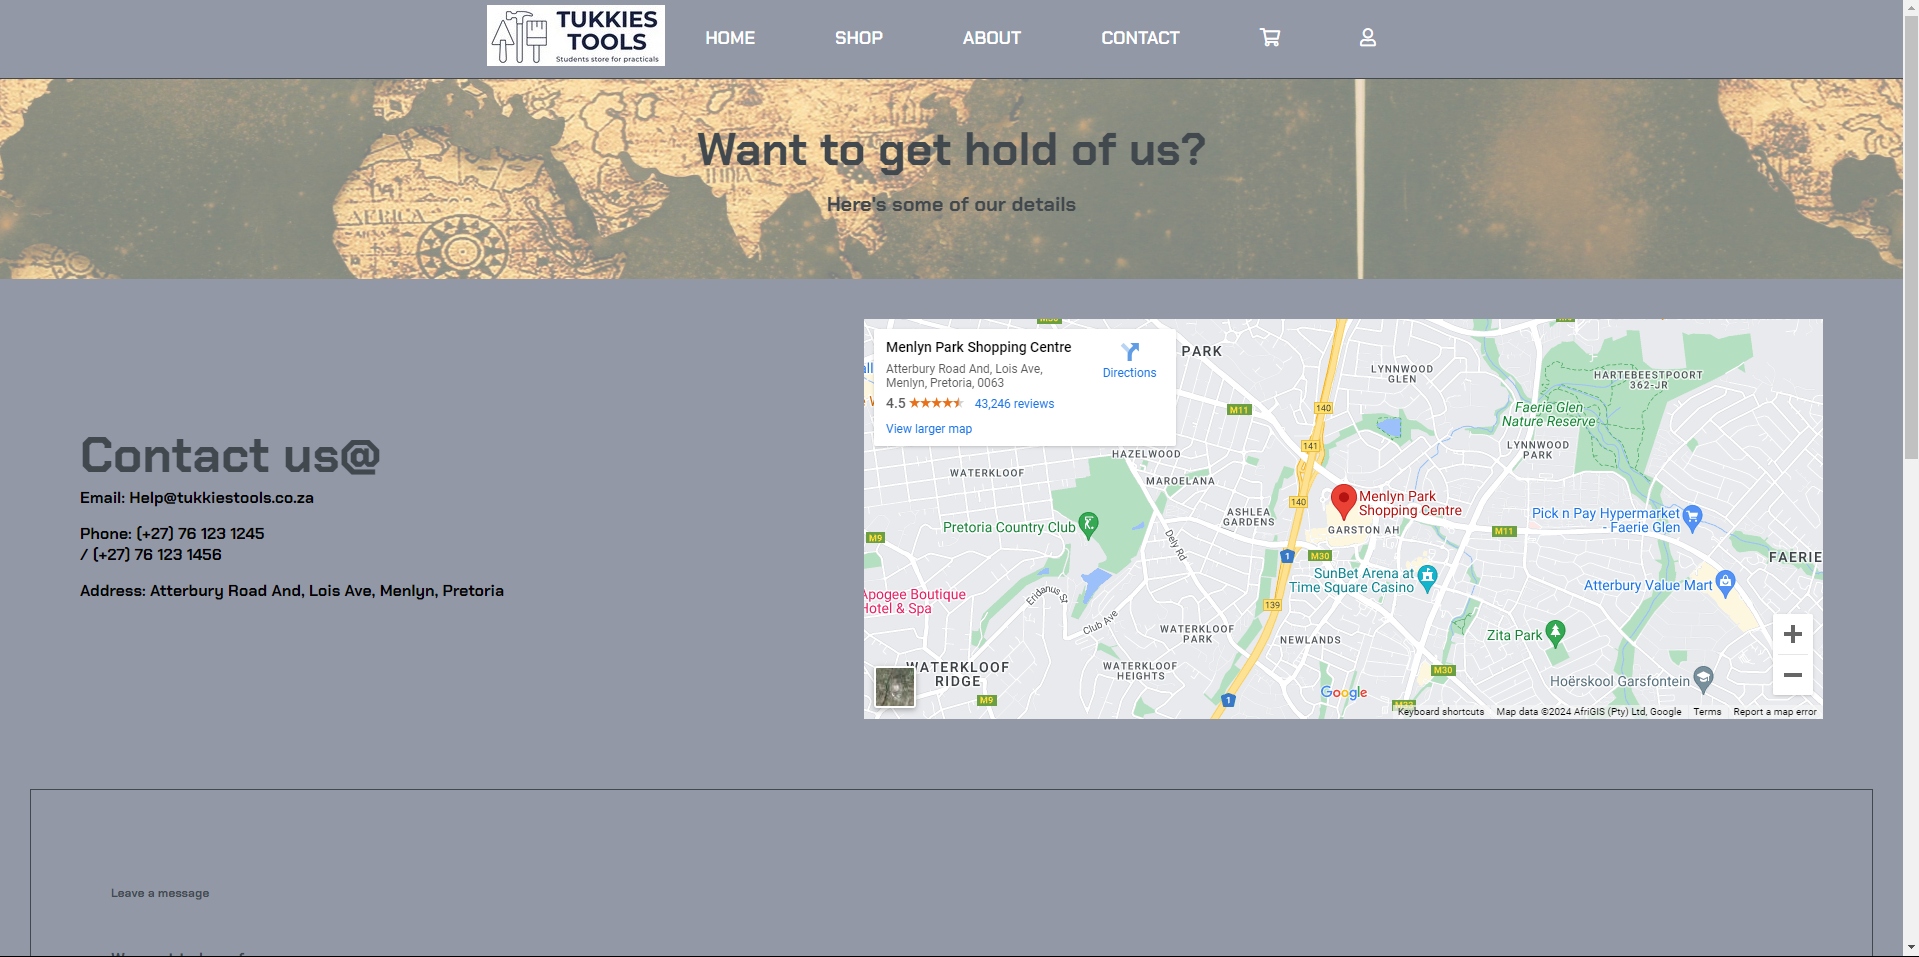 TUKKIES
TOOLS
Students store for practicals
HOME
SHOP
ABOUT
CONTACT
Want to get hold of us?
Here's some of our details
AFRICA
Contact us@
Email: Help@tukkiestools.co.za
Phone: (+27) 76 123 1245
/ (+27) 76 123 1456
Address: Atterbury Road And, Lois Ave, Menlyn, Pretoria
Menlyn Park Shopping Centre
Atterbury Road And, Lois Ave,
Menlyn, Pretoria, 0063
4.5
43,246 reviews
View larger map
Directions
PARK
LYNNWOOD
GLEN
HARTEBEESTPOORT
362-JR
M11
140
Faerie Glen
Nature Reserve
141
LYNNWOOD
PARK
HAZELWOOD
WATERKLOOF
MAROELANA
140
Menlyn Park
Shopping Centre
ASHLEA
GARDENS
GARSTON AH
Pick n Pay Hypermarket
- Faerie Glen
Pretoria Country Club
M11
M9
Dely Rd
1
M30
FAERIE
SunBet Arena at
Time Square Casino
Atterbury Value Mart
Apogee Boutique
Hotel & Spa
Eridanus St
Club Ave
139
WATERKLOOF
PARK
NEWLANDS
Zita Park
WATERKLOOF
RIDGE
WATERKLOOF
HEIGHTS
M30
Hoërskool Garsfontein
M9
1
Google
Keyboard shortcuts
Map data ©2024 AfriGIS (Pty) Ltd, Google
Terms
Report a map error
Leave a message